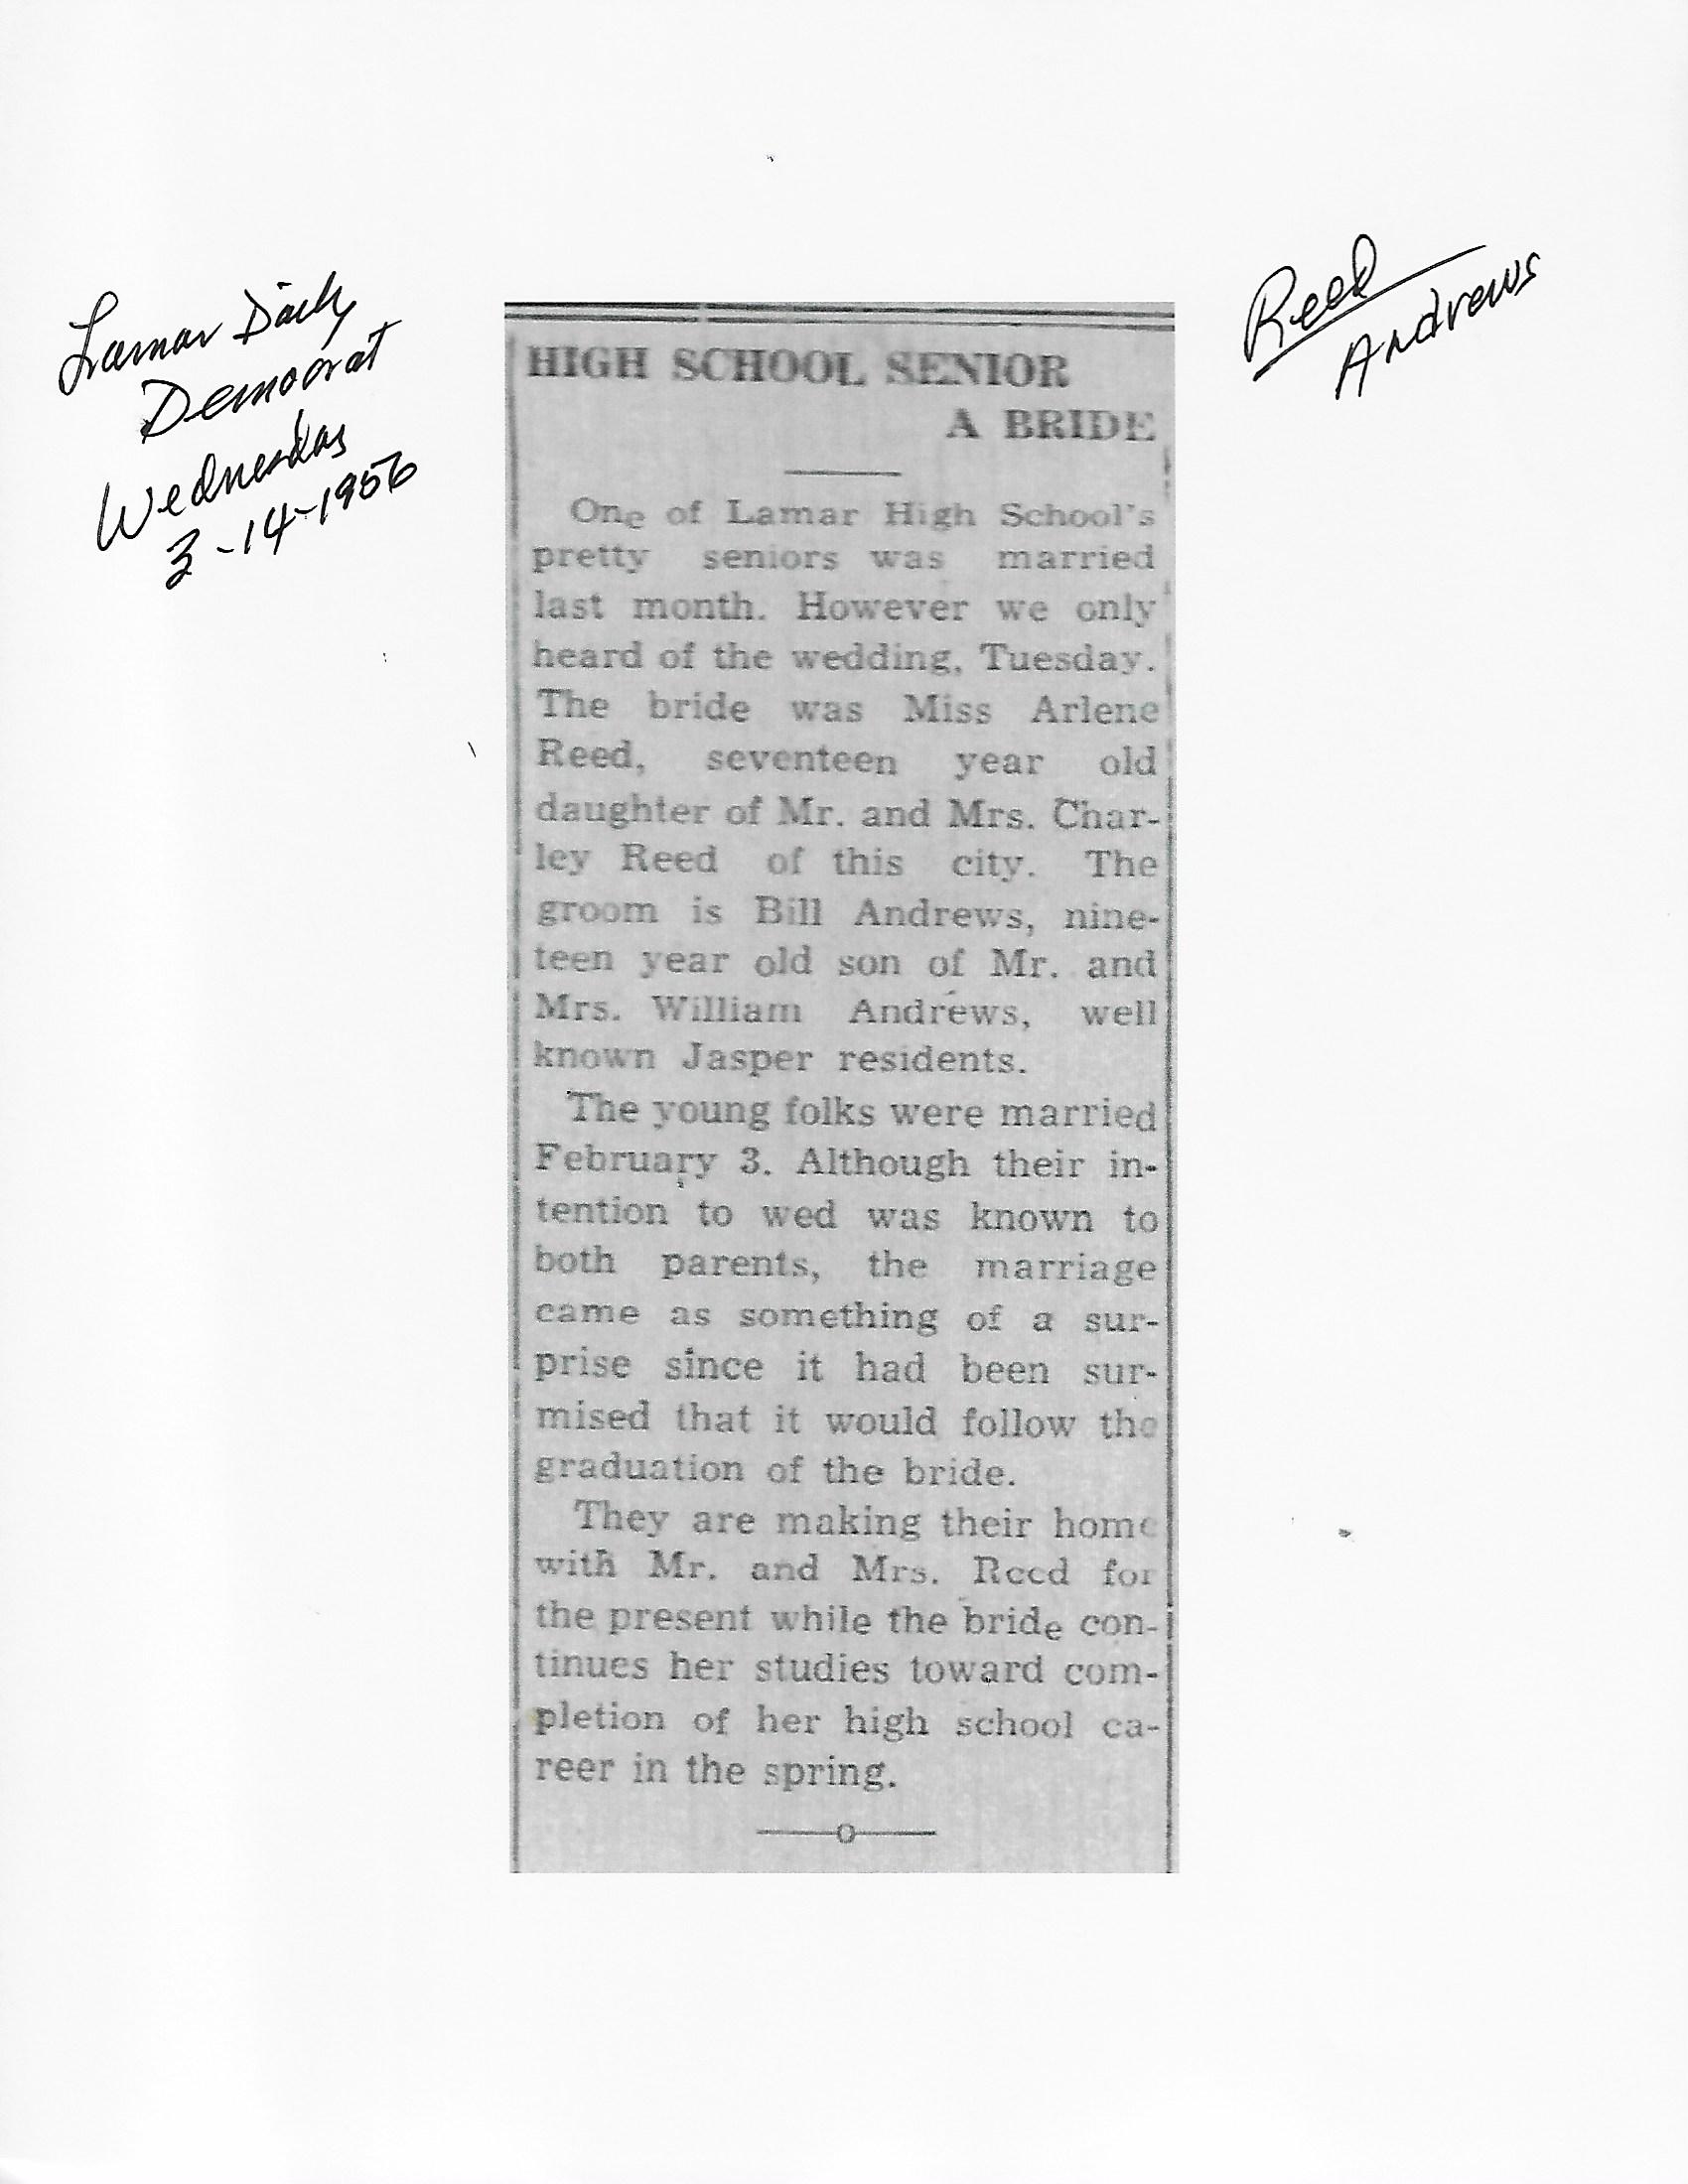 Lamar Daily
Democrat
Wednesday
3-14-1956
Reed
Andrews
HIGH SCHOOL SENIOR
A BRIDE
One of Lamar High School's
pretty seniors was married
last month. However we only
heard of the wedding, Tuesday.
The bride was Miss Arlene
Reed, seventeen year old
daughter of Mr. and Mrs. Char-
ley Reed of this city. The
groom is Bill Andrews, nine-
teen year old son of Mr. and
Mrs. William Andrews, well
known Jasper residents.
The young folks were married
February 3. Although their in-
tention to wed was known to
both parents, the marriage
came as something of a sur-
prise since it had been sur-
mised that it would follow the
graduation of the bride.
They are making their home
with Mr. and Mrs. Reed for
the present while the bride con-
tinues her studies toward com-
pletion of her high school ca-
reer in the spring.